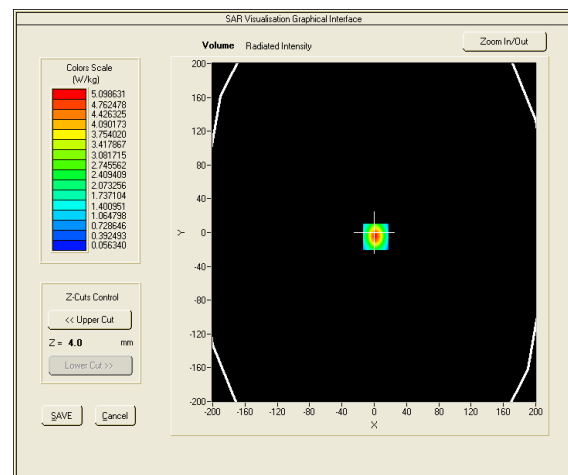 SAR Visualisation Graphical Interface
Volume Radiated Intensity
Zoom In/Out
Colors Scale
(W/kg)
5.098631
4.762478
4.426325
4.090173
3.754020
3.417867
3.081715
2.745562
2.409409
2.073256
1.737104
1.400951
1.064798
0.728646
0.392493
0.056340
Z-Cuts Control
<< Upper Cut
Z = 4.0 mm
Lower Cut >>
SAVE Cancel
200
160
120
80
40
0
-40
-80
-120
-160
-200
Y
-200 -160 -120 -80 -40 0 40 80 120 160 200
X